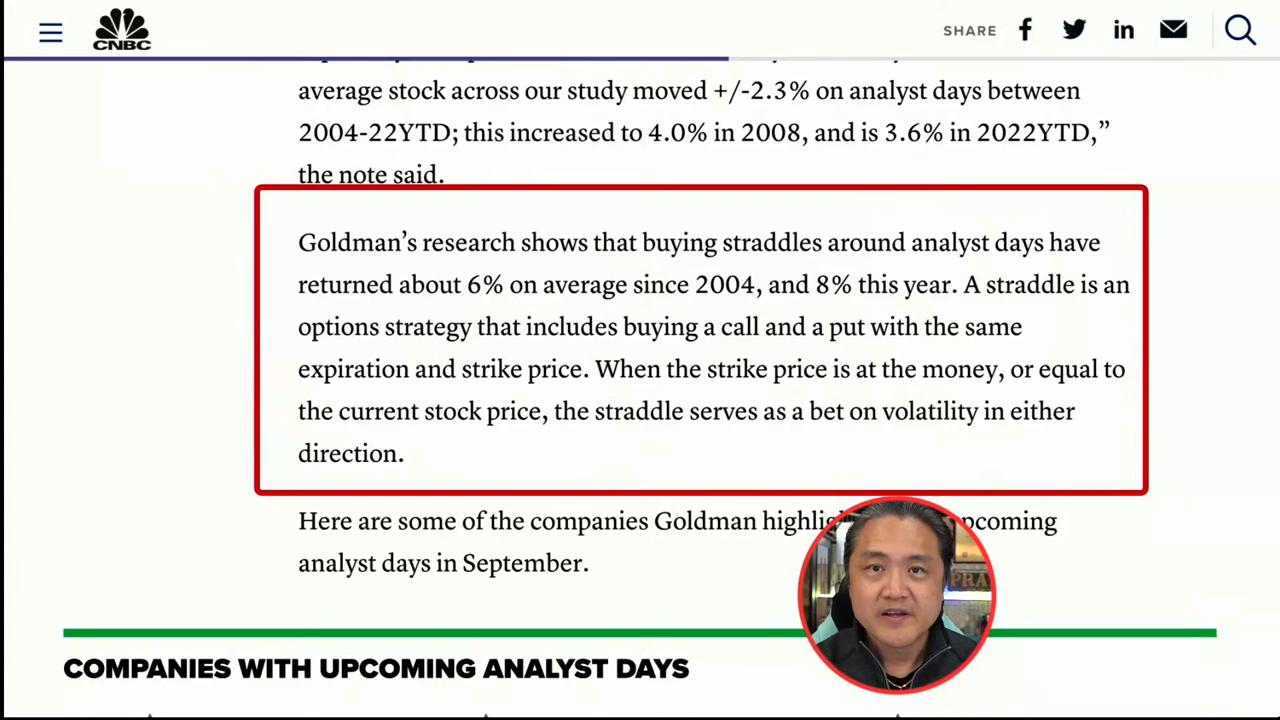 CNBC
SHARE
average stock across our study moved +/-2.3% on analyst days between
2004-22YTD; this increased to 4.0% in 2008, and is 3.6% in 2022YTD,”
the note said.
Goldman’s research shows that buying straddles around analyst days have
returned about 6% on average since 2004, and 8% this year. A straddle is an
options strategy that includes buying a call and a put with the same
expiration and strike price. When the strike price is at the money, or equal to
the current stock price, the straddle serves as a bet on volatility in either
direction.
Here are some of the companies Goldman
analyst days in September.
COMPANIES WITH UPCOMING ANALYST DAYS